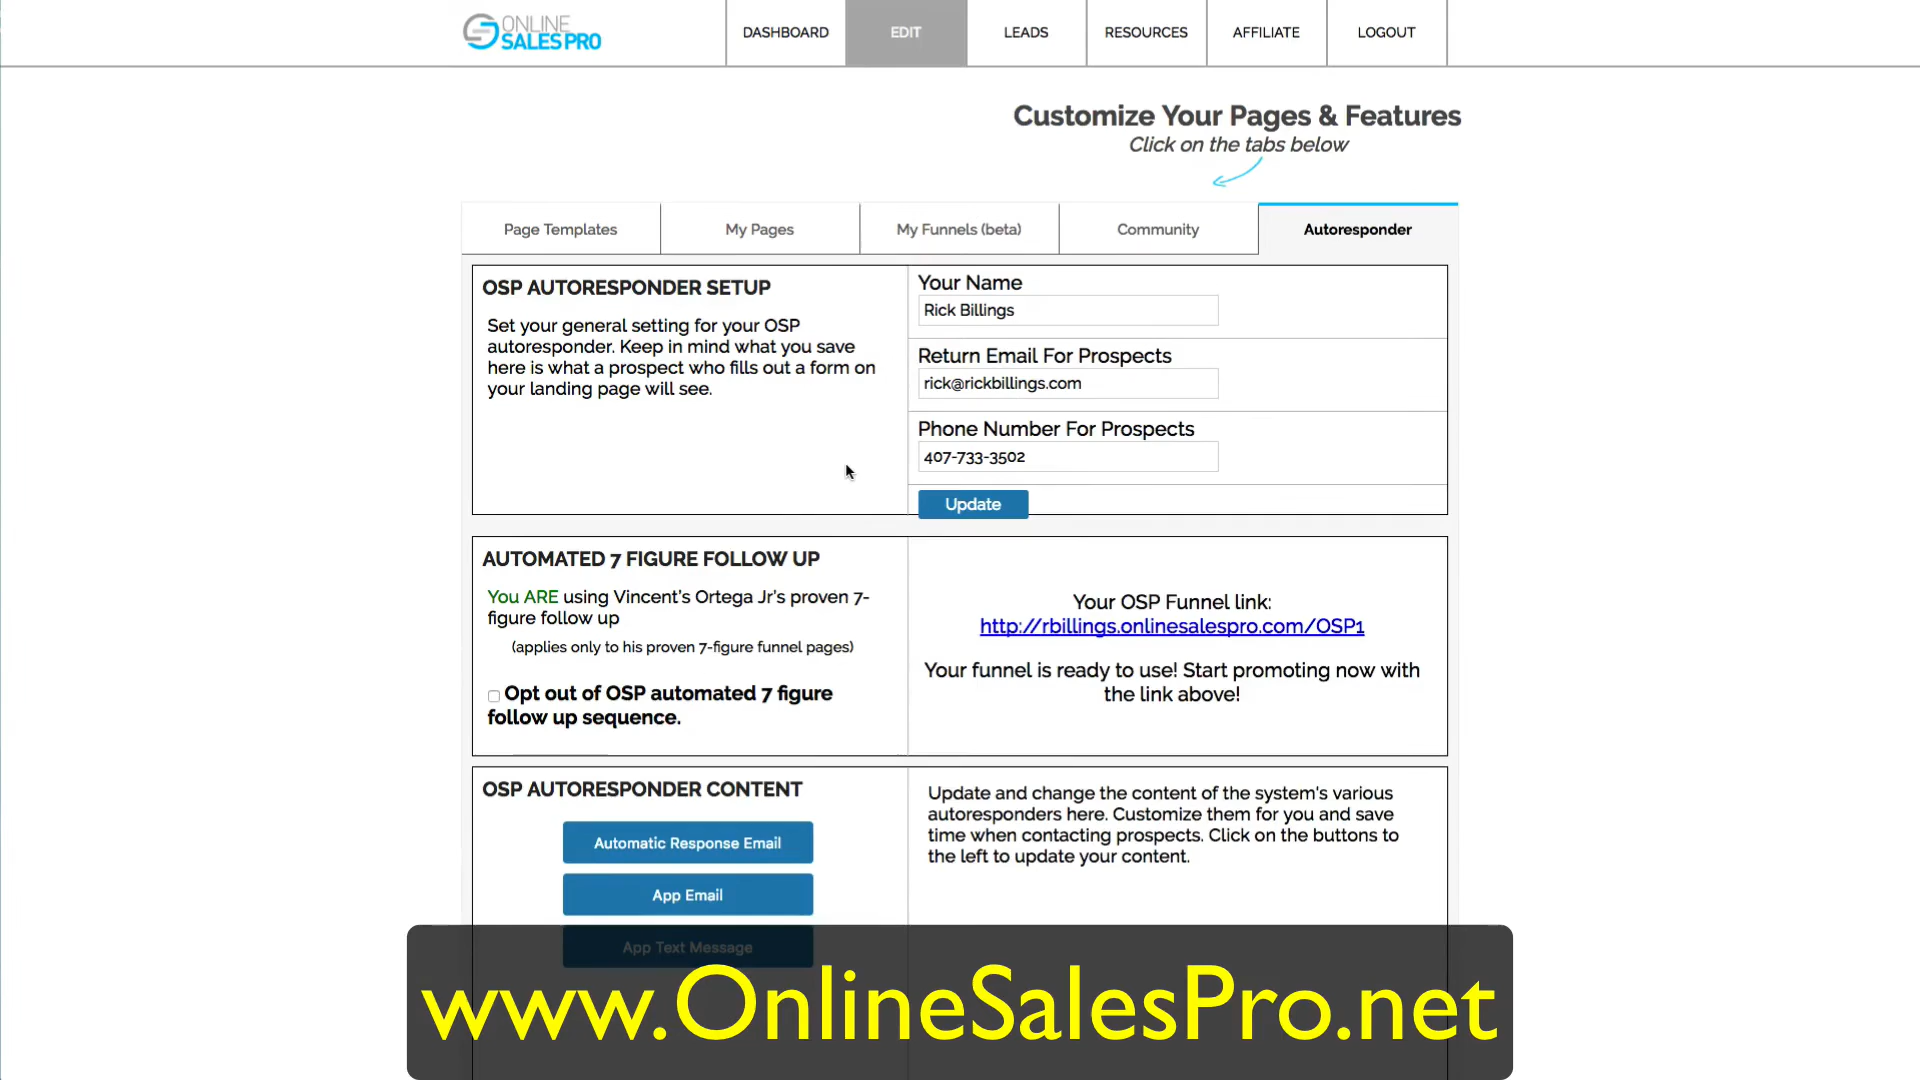 ONLINE
SALES PRO
DASHBOARD
EDIT
LEADS
RESOURCES
AFFILIATE
LOGOUT
Customize Your Pages & Features
Click on the tabs below
Page Templates
My Pages
My Funnels (beta)
Community
Autoresponder
OSP AUTORESPONDER SETUP
Set your general setting for your OSP
autoresponder. Keep in mind what you save
here is what a prospect who fills out a form on
your landing page will see.
Your Name
Rick Billings
Return Email For Prospects
rick@rickbillings.com
Phone Number For Prospects
407-733-3502
Update
AUTOMATED 7 FIGURE FOLLOW UP
You ARE using Vincent's Ortega Jr's proven 7-
figure follow up
(applies only to his proven 7-figure funnel pages)
Opt out of OSP automated 7 figure
follow up sequence.
Your OSP Funnel link:
http://rbillings.onlinesalespro.com/OSP1
Your funnel is ready to use! Start promoting now with
the link above!
OSP AUTORESPONDER CONTENT
Automatic Response Email
App Email
App Text Message
Update and change the content of the system's various
autoresponders here. Customize them for you and save
time when contacting prospects. Click on the buttons to
the left to update your content.
www.OnlineSalesPro.net